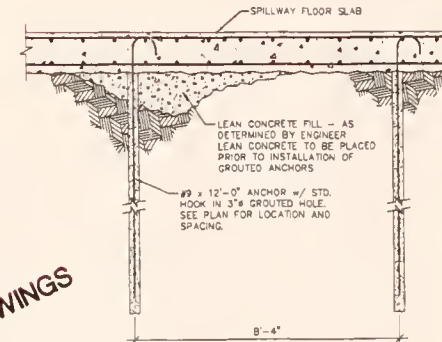 SPILLWAY FLOOR SLAB
LEAN CONCRETE FILL – AS
DETERMINED BY ENGINEER
LEAN CONCRETE TO BE PLACED
PRIOR TO INSTALLATION OF
GROUTED ANCHORS
#9 x 12'-0" ANCHOR w/ STD.
HOOK IN 3"ø GROUTED HOLE.
SEE PLAN FOR LOCATION AND
SPACING.
WINGS
8'-4"